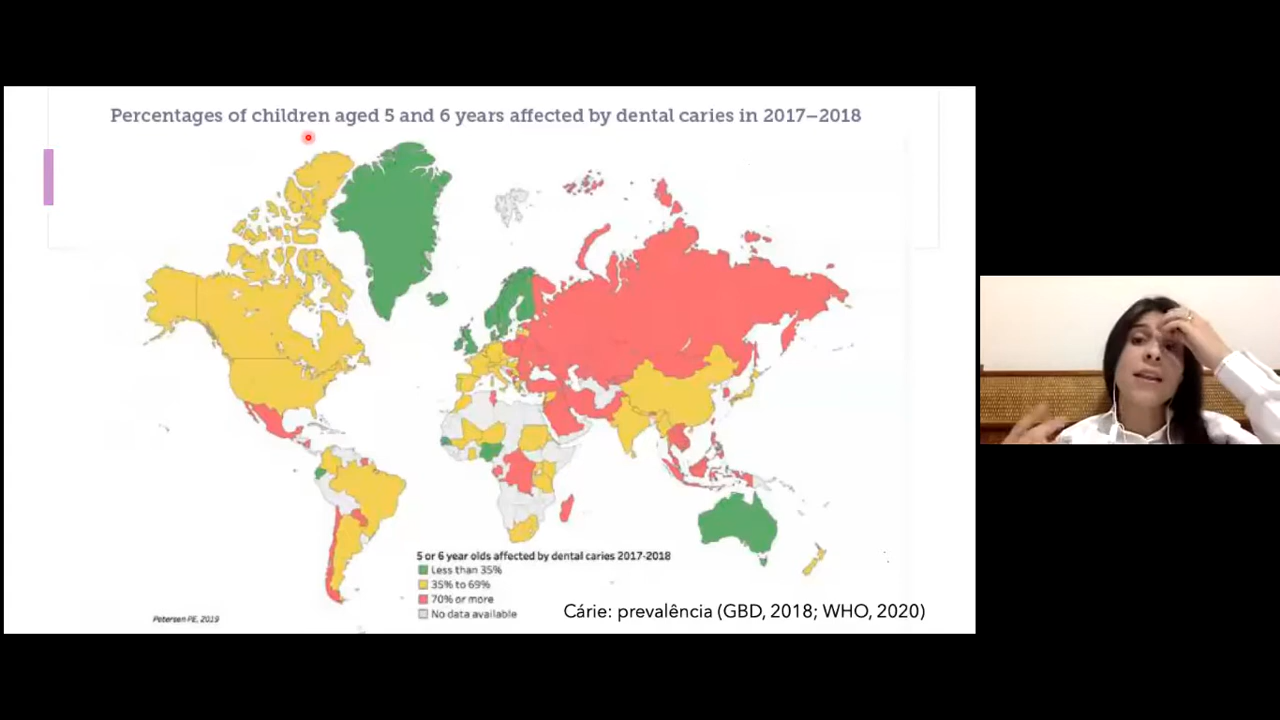 Percentages of children aged 5 and 6 years affected by dental caries in 2017–2018
5 or 6 year olds affected by dental caries 2017-2018
Less than 35%
35% to 69%
70% or more
No data available
Cárie: prevalência (GBD, 2018; WHO, 2020)
Petersen PE, 2019